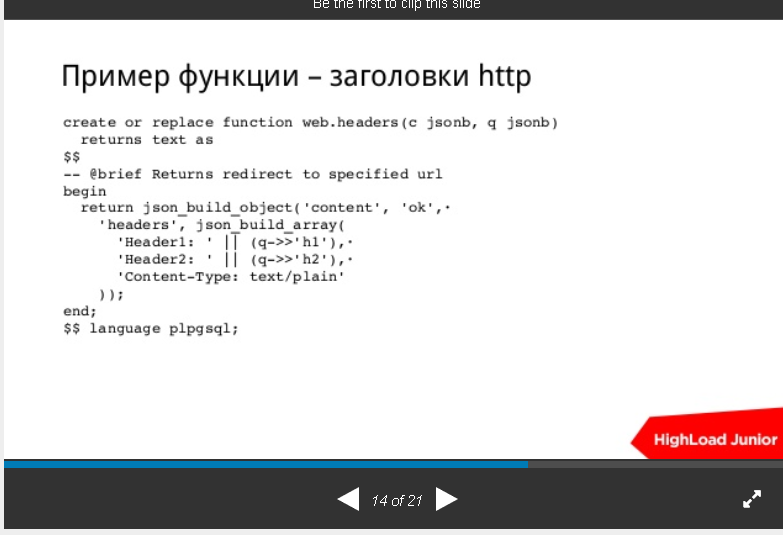 Be the first to clip this slide
Пример функции – заголовки http
create or replace function web.headers(c jsonb, q jsonb)
  returns text as
$$
-- @brief Returns redirect to specified url
begin
  return json_build_object('content', 'ok',·
    'headers', json_build_array(
      'Header1: ' || (q->>'h1'),·
      'Header2: ' || (q->>'h2'),·
      'Content-Type: text/plain'
    ));
end;
$$ language plpgsql;
HighLoad Junior
14 of 21